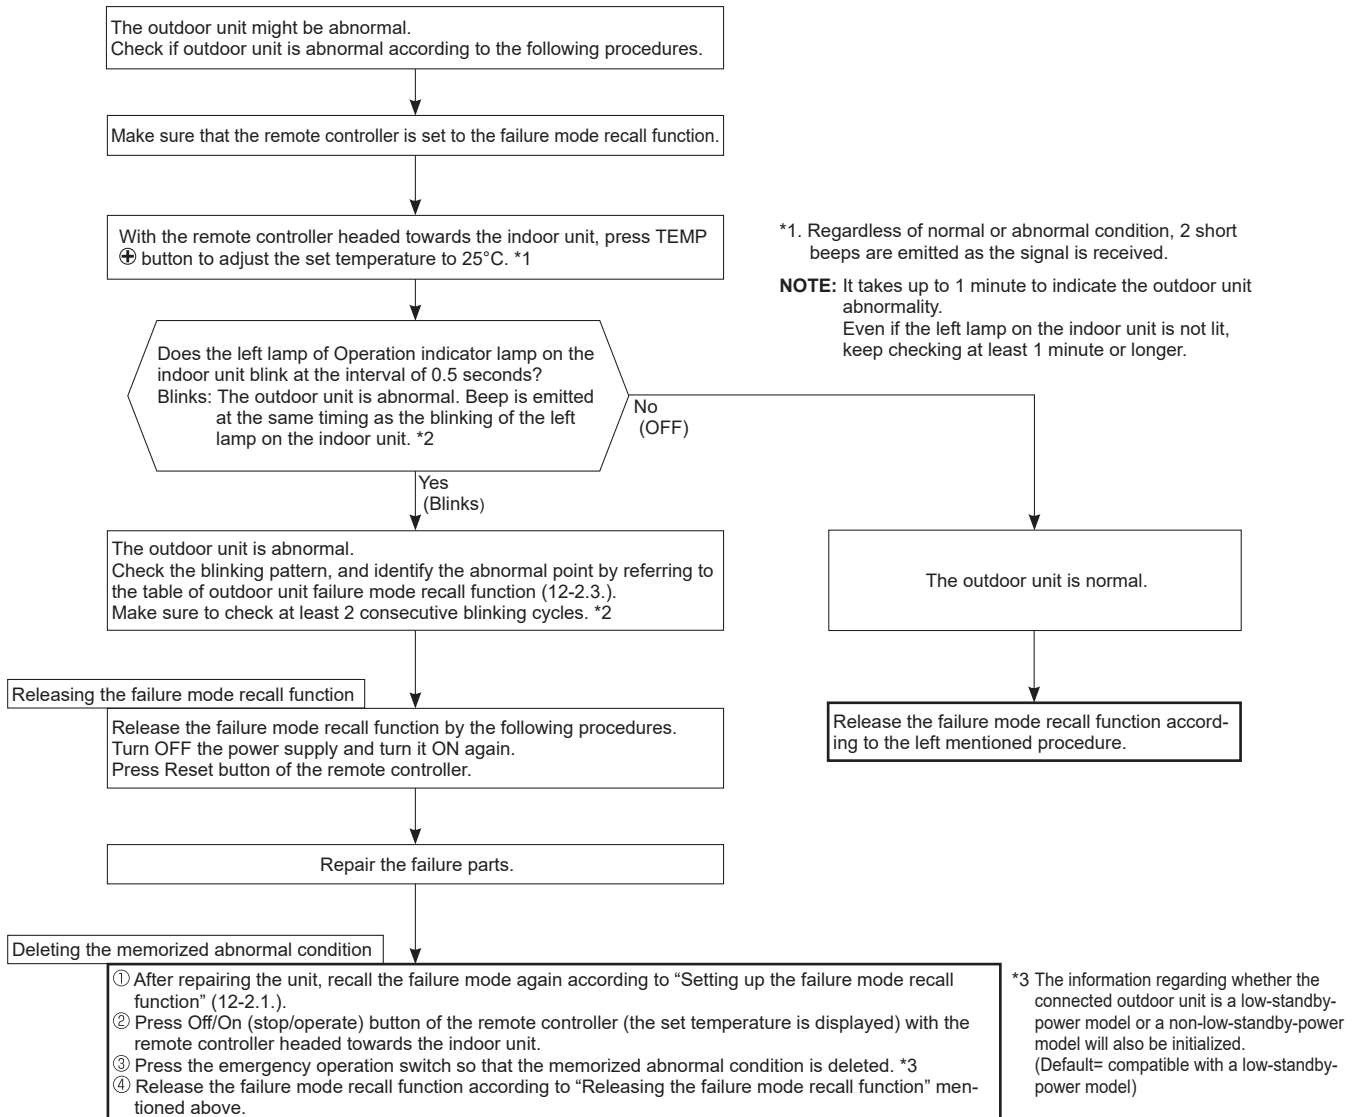 The outdoor unit might be abnormal.
Check if outdoor unit is abnormal according to the following procedures.
Make sure that the remote controller is set to the failure mode recall function.
With the remote controller headed towards the indoor unit, press TEMP
⊕ button to adjust the set temperature to 25°C. *1
*1. Regardless of normal or abnormal condition, 2 short
beeps are emitted as the signal is received.
NOTE: It takes up to 1 minute to indicate the outdoor unit
abnormality.
Even if the left lamp on the indoor unit is not lit,
keep checking at least 1 minute or longer.
Does the left lamp of Operation indicator lamp on the
indoor unit blink at the interval of 0.5 seconds?
Blinks: The outdoor unit is abnormal. Beep is emitted
at the same timing as the blinking of the left
lamp on the indoor unit. *2
No
(OFF)
Yes
(Blinks)
The outdoor unit is abnormal.
Check the blinking pattern, and identify the abnormal point by referring to
the table of outdoor unit failure mode recall function (12-2.3.).
Make sure to check at least 2 consecutive blinking cycles. *2
The outdoor unit is normal.
Releasing the failure mode recall function
Release the failure mode recall function by the following procedures.
Turn OFF the power supply and turn it ON again.
Press Reset button of the remote controller.
Release the failure mode recall function accord-
ing to the left mentioned procedure.
Repair the failure parts.
Deleting the memorized abnormal condition
① After repairing the unit, recall the failure mode again according to “Setting up the failure mode recall
function” (12-2.1.).
② Press Off/On (stop/operate) button of the remote controller (the set temperature is displayed) with the
remote controller headed towards the indoor unit.
③ Press the emergency operation switch so that the memorized abnormal condition is deleted. *3
④ Release the failure mode recall function according to “Releasing the failure mode recall function” men-
tioned above.
*3 The information regarding whether the
connected outdoor unit is a low-standby-
power model or a non-low-standby-power
model will also be initialized.
(Default= compatible with a low-standby-
power model)